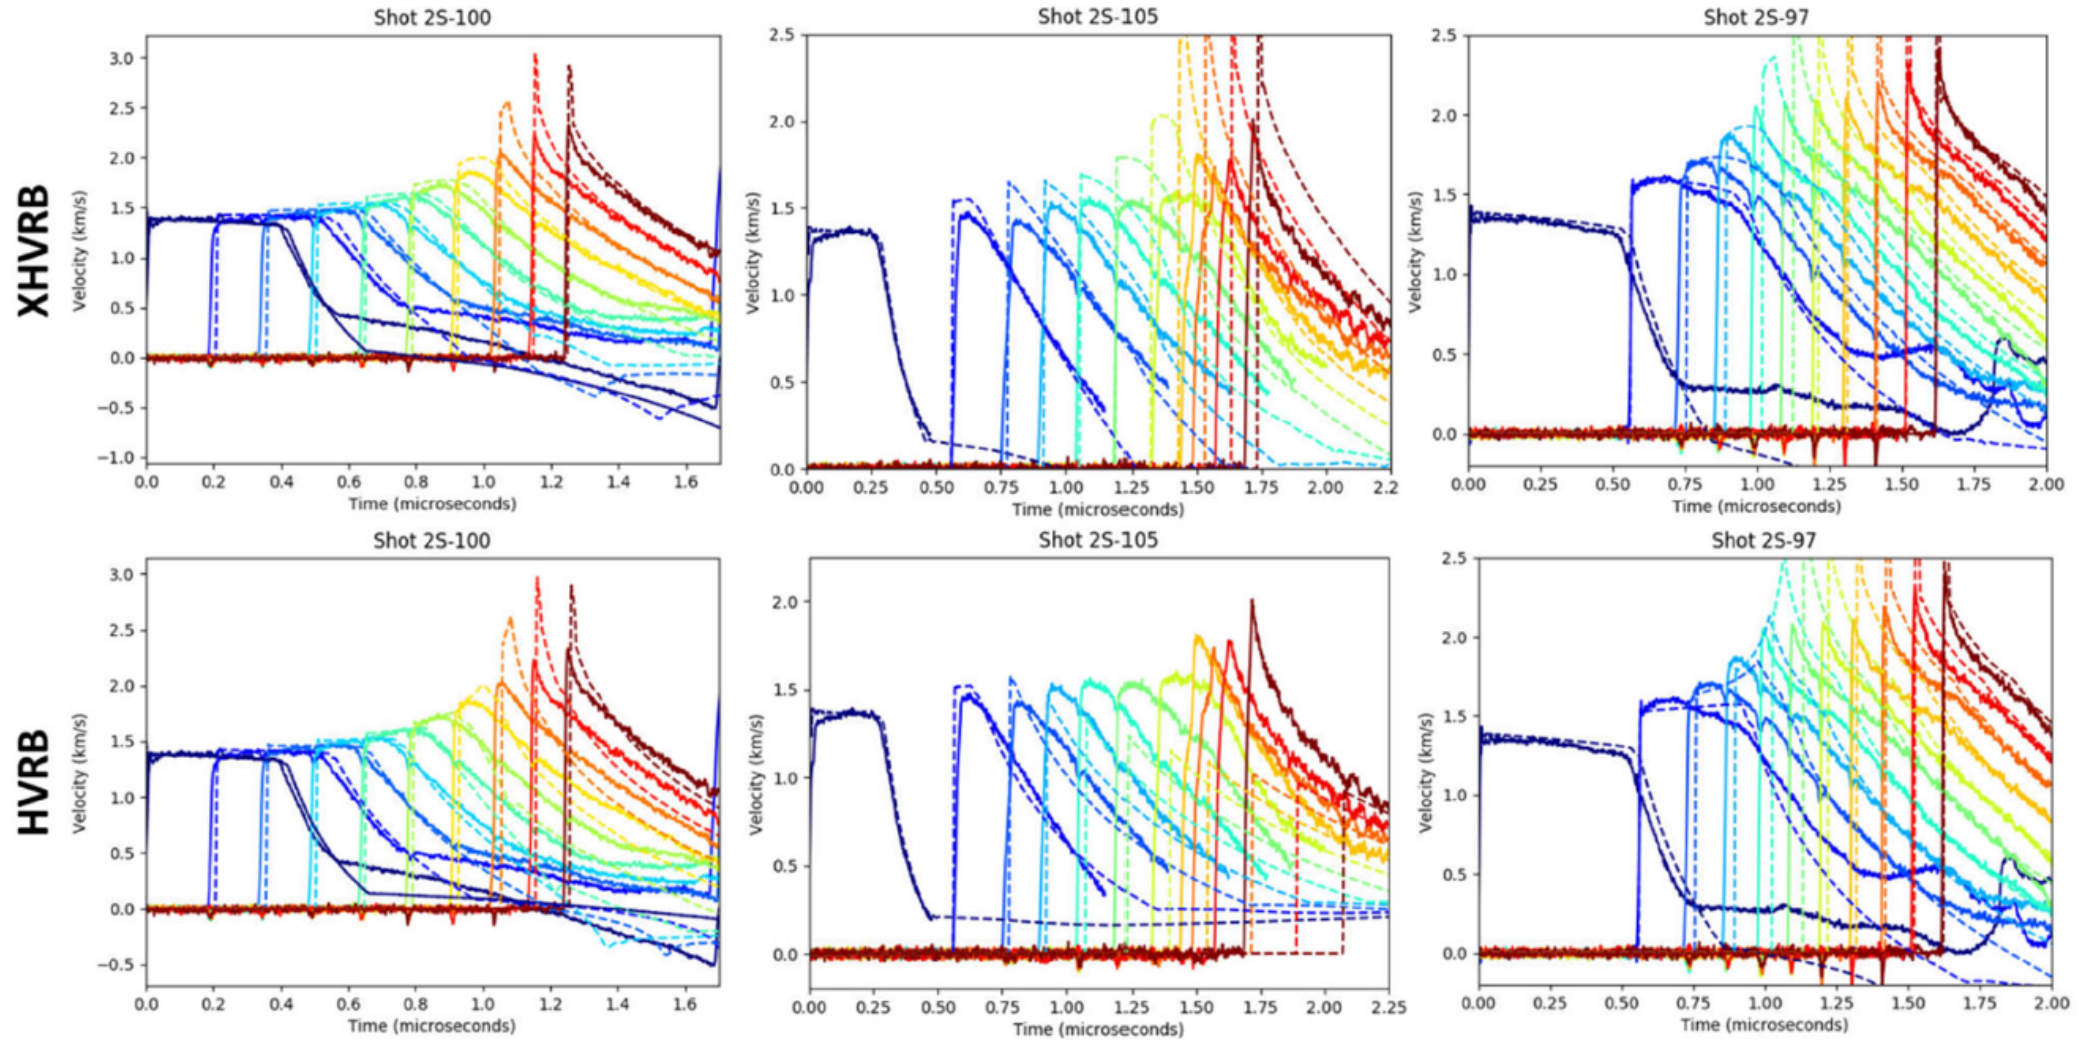 Shot 2S-100
Shot 2S-105
Shot 2S-97
XHVRB
Velocity (km/s)
3.0
2.5
2.0
1.5
1.0
0.5
0.0
−0.5
−1.0
0.0 0.2 0.4 0.6 0.8 1.0 1.2 1.4 1.6
Time (microseconds)
Velocity (km/s)
2.5
2.0
1.5
1.0
0.5
0.0
0.00 0.25 0.50 0.75 1.00 1.25 1.50 1.75 2.00 2.2
Time (microseconds)
Velocity (km/s)
2.5
2.0
1.5
1.0
0.5
0.0
0.00 0.25 0.50 0.75 1.00 1.25 1.50 1.75 2.00
Time (microseconds)
Shot 2S-100
Shot 2S-105
Shot 2S-97
HVRB
Velocity (km/s)
3.0
2.5
2.0
1.5
1.0
0.5
0.0
−0.5
0.0 0.2 0.4 0.6 0.8 1.0 1.2 1.4 1.6
Time (microseconds)
Velocity (km/s)
2.0
1.5
1.0
0.5
0.0
0.00 0.25 0.50 0.75 1.00 1.25 1.50 1.75 2.00 2.25
Time (microseconds)
Velocity (km/s)
2.5
2.0
1.5
1.0
0.5
0.0
0.00 0.25 0.50 0.75 1.00 1.25 1.50 1.75 2.00
Time (microseconds)